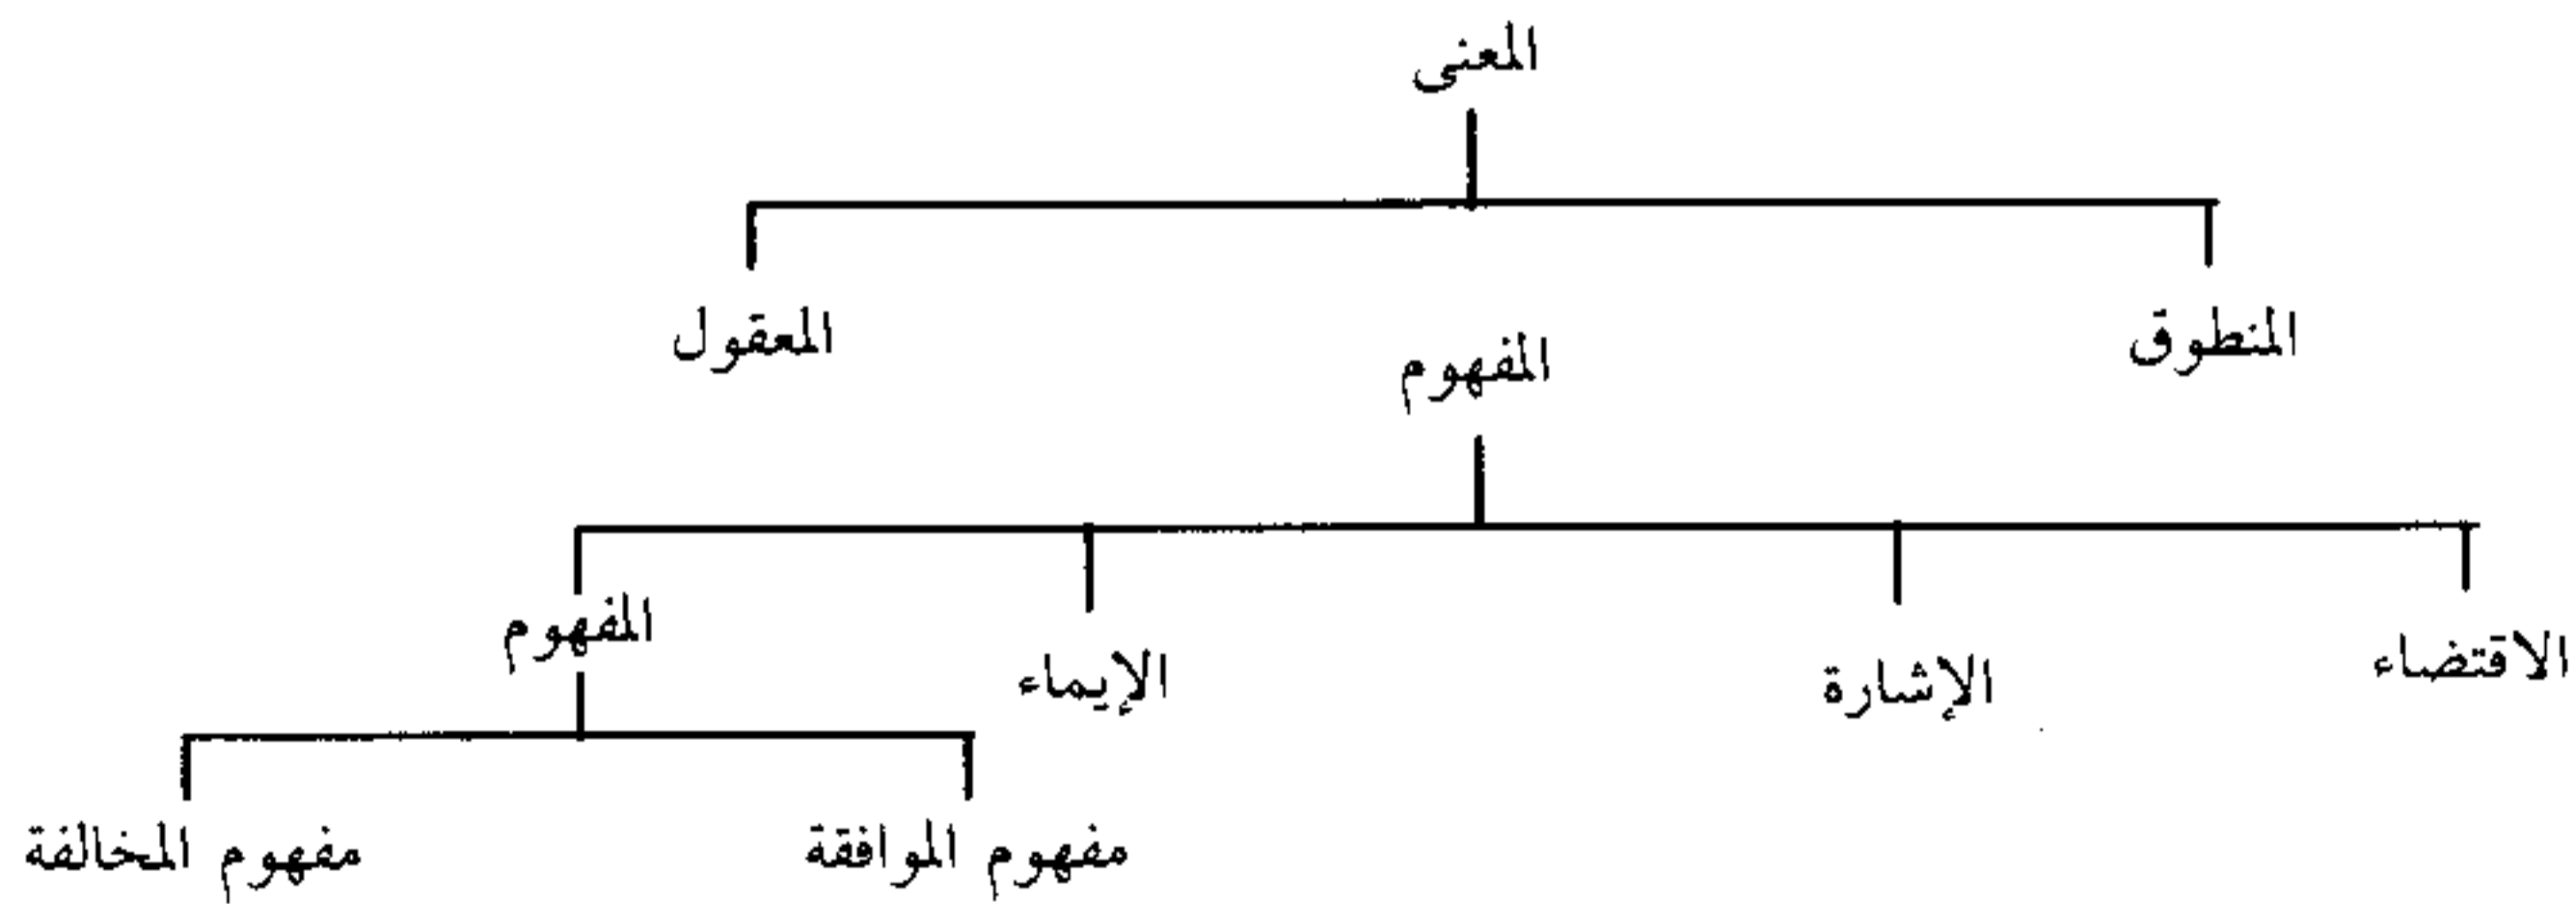 المعنى
المنطوق
المفهوم
المعقول
الاقتضاء
الإشارة
الإيماء
المفهوم
مفهوم الموافقة
مفهوم المخالفة